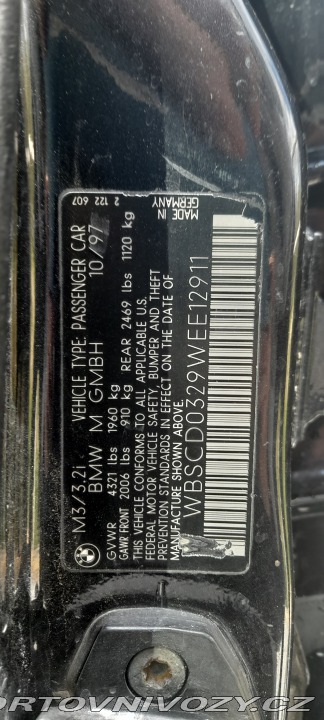 M3/3.2i VEHICLE TYPE: PASSENGER CAR 2 122 607
BMW M GMBH 10/97
GVWR 4321 lbs 1960 kg
GAWR FRONT 2006 lbs 910 kg REAR 2469 lbs 1120 kg
THIS VEHICLE CONFORMS TO ALL APPLICABLE U.S.
FEDERAL MOTOR VEHICLE SAFETY, BUMPER AND THEFT
PREVENTION STANDARDS IN EFFECT ON THE DATE OF
MANUFACTURE SHOWN ABOVE.
MADE IN
GERMANY
WBSCD0329WEE12911
BMW
SPORTOVNIVOZY.CZ